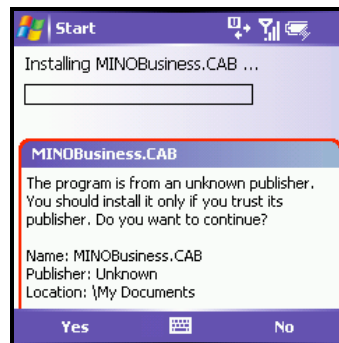 Start
Installing MINOBusiness.CAB ...
MINOBusiness.CAB
The program is from an unknown publisher.
You should install it only if you trust its
publisher. Do you want to continue?
Name: MINOBusiness.CAB
Publisher: Unknown
Location: \My Documents
Yes
No